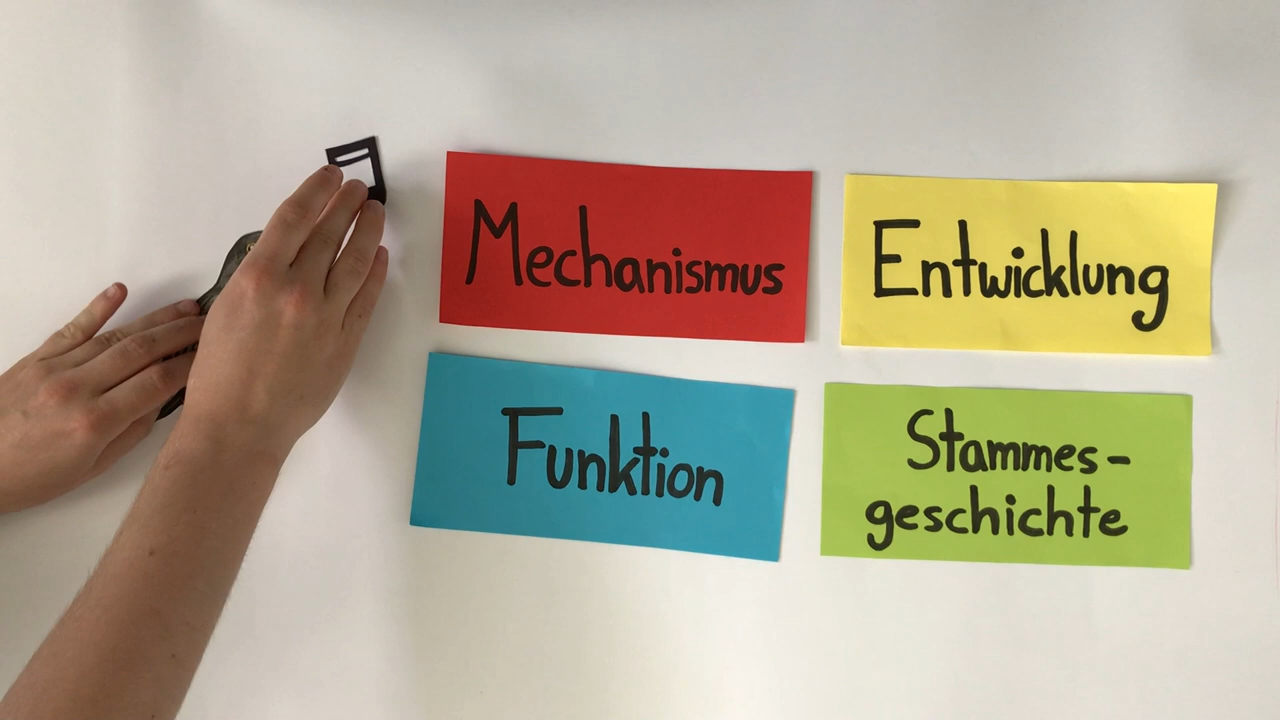 Mechanismus
Entwicklung
Funktion
Stammes-
geschichte